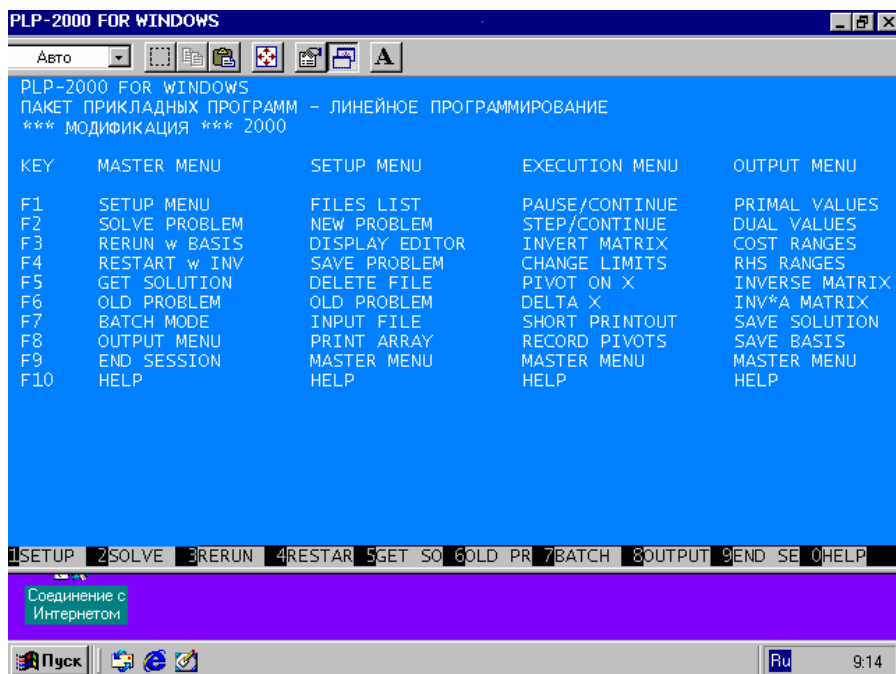 PLP-2000 FOR WINDOWS
Авто
A
PLP-2000 FOR WINDOWS
ПАКЕТ ПРИКЛАДНЫХ ПРОГРАММ – ЛИНЕЙНОЕ ПРОГРАММИРОВАНИЕ
*** МОДИФИКАЦИЯ *** 2000
KEY MASTER MENU SETUP MENU EXECUTION MENU OUTPUT MENU
F1 SETUP MENU FILES LIST PAUSE/CONTINUE PRIMAL VALUES
F2 SOLVE PROBLEM NEW PROBLEM STEP/CONTINUE DUAL VALUES
F3 RERUN w BASIS DISPLAY EDITOR INVERT MATRIX COST RANGES
F4 RESTART w INV SAVE PROBLEM CHANGE LIMITS RHS RANGES
F5 GET SOLUTION DELETE FILE PIVOT ON X INVERSE MATRIX
F6 OLD PROBLEM OLD PROBLEM DELTA X INV*A MATRIX
F7 BATCH MODE INPUT FILE SHORT PRINTOUT SAVE SOLUTION
F8 OUTPUT MENU PRINT ARRAY RECORD PIVOTS SAVE BASIS
F9 END SESSION MASTER MENU MASTER MENU MASTER MENU
F10 HELP HELP HELP HELP
1SETUP 2SOLVE 3RERUN 4RESTAR 5GET SO 6OLD PR 7BATCH 8OUTPUT 9END SE 0HELP
Соединение с
Интернетом
Пуск Ru 9:14